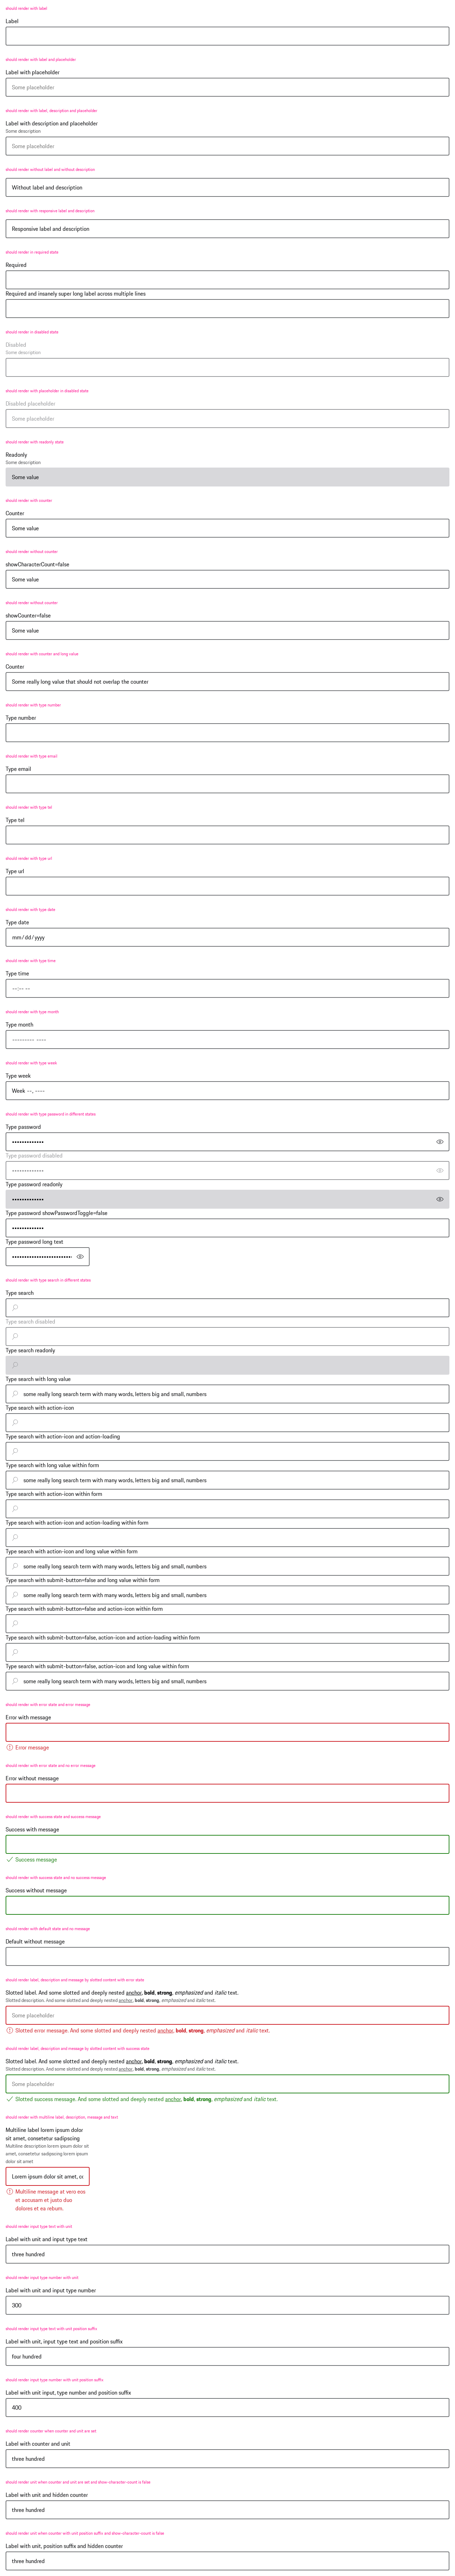 should render with label
Label
should render with label and placeholder
Label with placeholder
Some placeholder
should render with label, description and placeholder
Label with description and placeholder
Some description
Some placeholder
should render without label and without description
Without label and description
should render with responsive label and description
Responsive label and description
should render in required state
Required
Required and insanely super long label across multiple lines
should render in disabled state
Disabled
Some description
should render with placeholder in disabled state
Disabled placeholder
Some placeholder
should render with readonly state
Readonly
Some description
Some value
should render with counter
Counter
Some value
should render without counter
showCharacterCount=false
Some value
should render without counter
showCounter=false
Some value
should render with counter and long value
Counter
Some really long value that should not overlap the counter
should render with type number
Type number
should render with type email
Type email
should render with type tel
Type tel
should render with type url
Type url
should render with type date
Type date
mm/dd/yyyy
should render with type time
Type time
--:-- --
should render with type month
Type month
--------- ----
should render with type week
Type week
Week --, ----
should render with type password in different states
Type password
••••••••••••••
Type password disabled
••••••••••••••
Type password readonly
••••••••••••••
Type password showPasswordToggle=false
••••••••••••••
Type password long text
••••••••••••••••••••••••••
should render with type search in different states
Type search
Type search disabled
Type search readonly
Type search with long value
some really long search term with many words, letters big and small, numbers
Type search with action-icon
Type search with action-icon and action-loading
Type search with long value within form
some really long search term with many words, letters big and small, numbers
Type search with action-icon within form
Type search with action-icon and action-loading within form
Type search with action-icon and long value within form
some really long search term with many words, letters big and small, numbers
Type search with submit-button=false and long value within form
some really long search term with many words, letters big and small, numbers
Type search with submit-button=false and action-icon within form
Type search with submit-button=false, action-icon and action-loading within form
Type search with submit-button=false, action-icon and long value within form
some really long search term with many words, letters big and small, numbers
should render with error state and error message
Error with message
Error message
should render with error state and no error message
Error without message
should render with success state and success message
Success with message
Success message
should render with success state and no success message
Success without message
should render with default state and no message
Default without message
should render label, description and message by slotted content with error state
Slotted label. And some slotted and deeply nested anchor, bold, strong, emphasized and italic text.
Slotted description. And some slotted and deeply nested anchor, bold, strong, emphasized and italic text.
Some placeholder
Slotted error message. And some slotted and deeply nested anchor, bold, strong, emphasized and italic text.
should render label, description and message by slotted content with success state
Slotted label. And some slotted and deeply nested anchor, bold, strong, emphasized and italic text.
Slotted description. And some slotted and deeply nested anchor, bold, strong, emphasized and italic text.
Some placeholder
Slotted success message. And some slotted and deeply nested anchor, bold, strong, emphasized and italic text.
should render with multiline label, description, message and text
Multiline label lorem ipsum dolor
sit amet, consetetur sadipscing
Multiline description lorem ipsum dolor sit
amet, consetetur sadipscing lorem ipsum
dolor sit amet
Lorem ipsum dolor sit amet, co
Multiline message at vero eos
et accusam et justo duo
dolores et ea rebum.
should render input type text with unit
Label with unit and input type text
three hundred
should render input type number with unit
Label with unit and input type number
300
should render input type text with unit position suffix
Label with unit, input type text and position suffix
four hundred
should render input type number with unit position suffix
Label with unit input, type number and position suffix
400
should render counter when counter and unit are set
Label with counter and unit
three hundred
should render unit when counter and unit are set and show-character-count is false
Label with unit and hidden counter
three hundred
should render unit when counter with unit position suffix and show-character-count is false
Label with unit, position suffix and hidden counter
three hundred